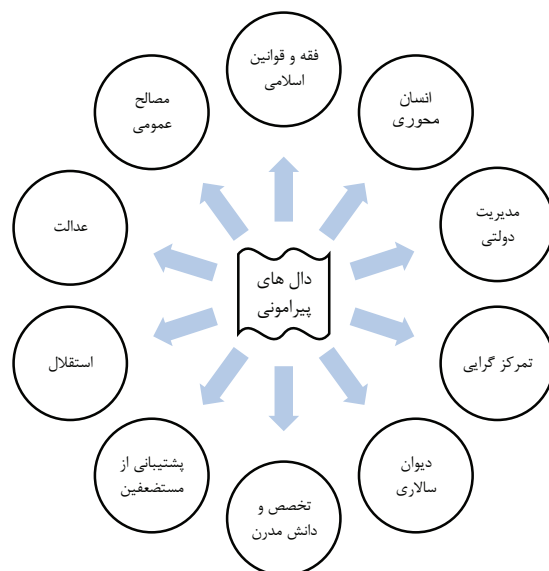 فقه و قوانین
اسلامی
انسان
محوری
مدیریت
دولتی
تمرکز گرایی
دیوان
سالاری
تخصص و
دانش مدرن
پشتیبانی از
مستضعفین
استقلال
عدالت
مصالح
عمومی
دال های
پیرامونی